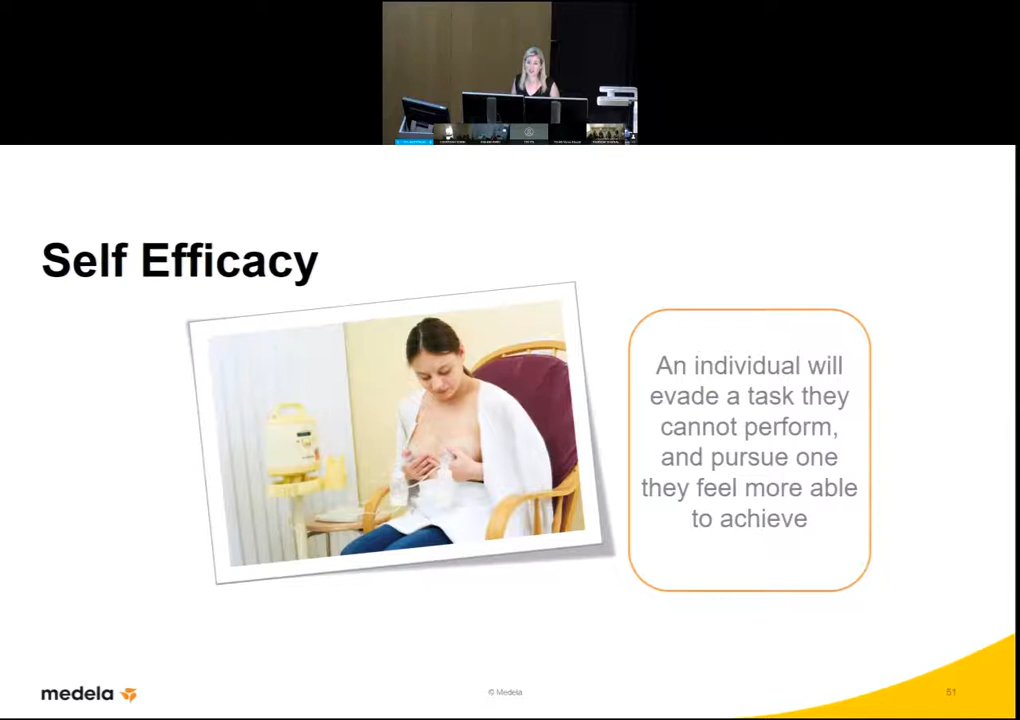 Self Efficacy
An individual will
evade a task they
cannot perform,
and pursue one
they feel more able
to achieve
medela
© Medela
51